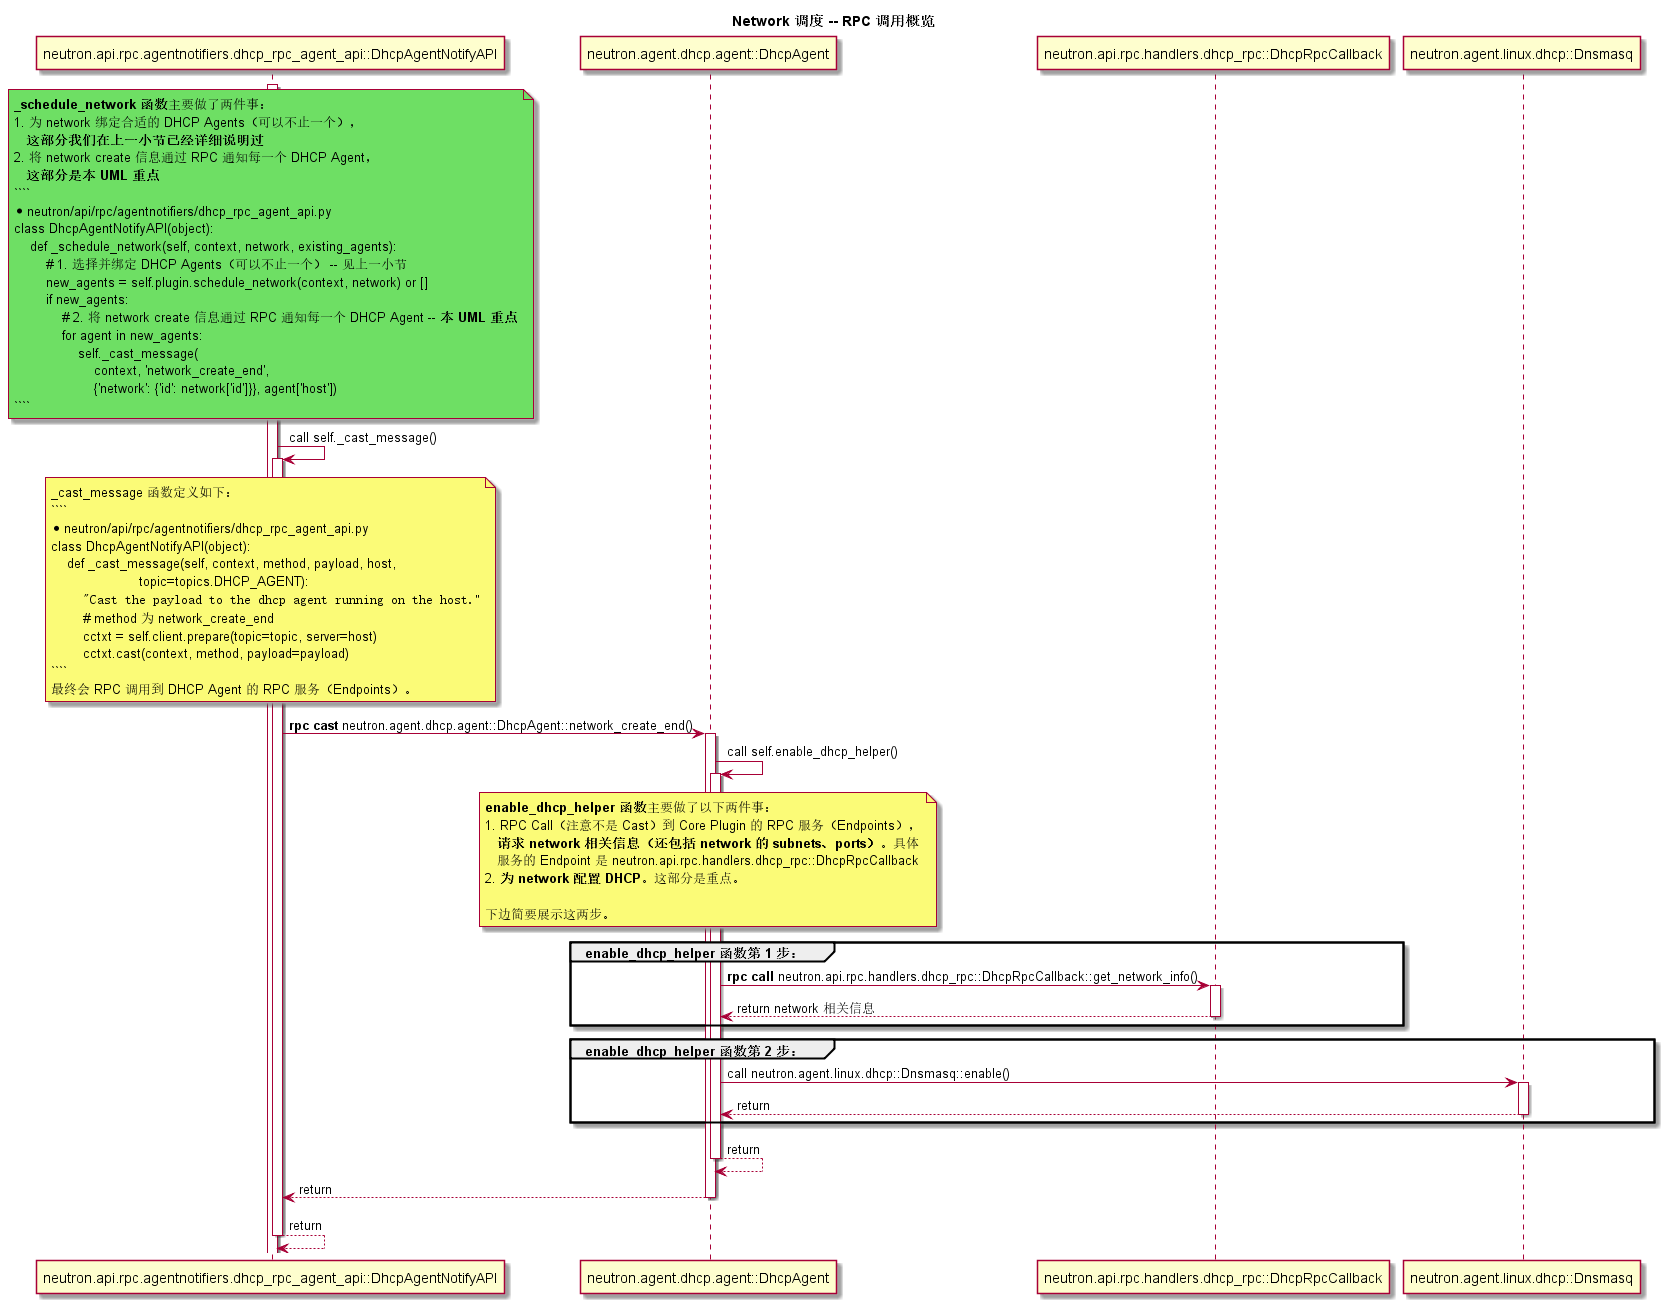 Network 调度 -- RPC 调用概览
neutron.api.rpc.agentnotifiers.dhcp_rpc_agent_api::DhcpAgentNotifyAPI
neutron.agent.dhcp.agent::DhcpAgent
neutron.api.rpc.handlers.dhcp_rpc::DhcpRpcCallback
neutron.agent.linux.dhcp::Dnsmasq
_schedule_network 函数主要做了两件事：
1. 为 network 绑定合适的 DHCP Agents（可以不止一个），
这部分我们在上一小节已经详细说明过
2. 将 network create 信息通过 RPC 通知每一个 DHCP Agent，
这部分是本 UML 重点
````
• neutron/api/rpc/agentnotifiers/dhcp_rpc_agent_api.py
class DhcpAgentNotifyAPI(object):
def _schedule_network(self, context, network, existing_agents):
# 1. 选择并绑定 DHCP Agents（可以不止一个） -- 见上一小节
new_agents = self.plugin.schedule_network(context, network) or []
if new_agents:
# 2. 将 network create 信息通过 RPC 通知每一个 DHCP Agent -- 本 UML 重点
for agent in new_agents:
self._cast_message(
context, 'network_create_end',
{'network': {'id': network['id']}}, agent['host'])
````
call self._cast_message()
_cast_message 函数定义如下：
````
• neutron/api/rpc/agentnotifiers/dhcp_rpc_agent_api.py
class DhcpAgentNotifyAPI(object):
def _cast_message(self, context, method, payload, host,
topic=topics.DHCP_AGENT):
"Cast the payload to the dhcp agent running on the host."
# method 为 network_create_end
cctxt = self.client.prepare(topic=topic, server=host)
cctxt.cast(context, method, payload=payload)
````
最终会 RPC 调用到 DHCP Agent 的 RPC 服务（Endpoints）。
rpc cast neutron.agent.dhcp.agent::DhcpAgent::network_create_end()
call self.enable_dhcp_helper()
enable_dhcp_helper 函数主要做了以下两件事：
1. RPC Call（注意不是 Cast）到 Core Plugin 的 RPC 服务（Endpoints），
请求 network 相关信息（还包括 network 的 subnets、ports）。具体
服务的 Endpoint 是 neutron.api.rpc.handlers.dhcp_rpc::DhcpRpcCallback
2. 为 network 配置 DHCP。这部分是重点。
下边简要展示这两步。
enable_dhcp_helper 函数第 1 步：
rpc call neutron.api.rpc.handlers.dhcp_rpc::DhcpRpcCallback::get_network_info()
return network 相关信息
enable_dhcp_helper 函数第 2 步：
call neutron.agent.linux.dhcp::Dnsmasq::enable()
return
return
return
return
neutron.api.rpc.agentnotifiers.dhcp_rpc_agent_api::DhcpAgentNotifyAPI
neutron.agent.dhcp.agent::DhcpAgent
neutron.api.rpc.handlers.dhcp_rpc::DhcpRpcCallback
neutron.agent.linux.dhcp::Dnsmasq